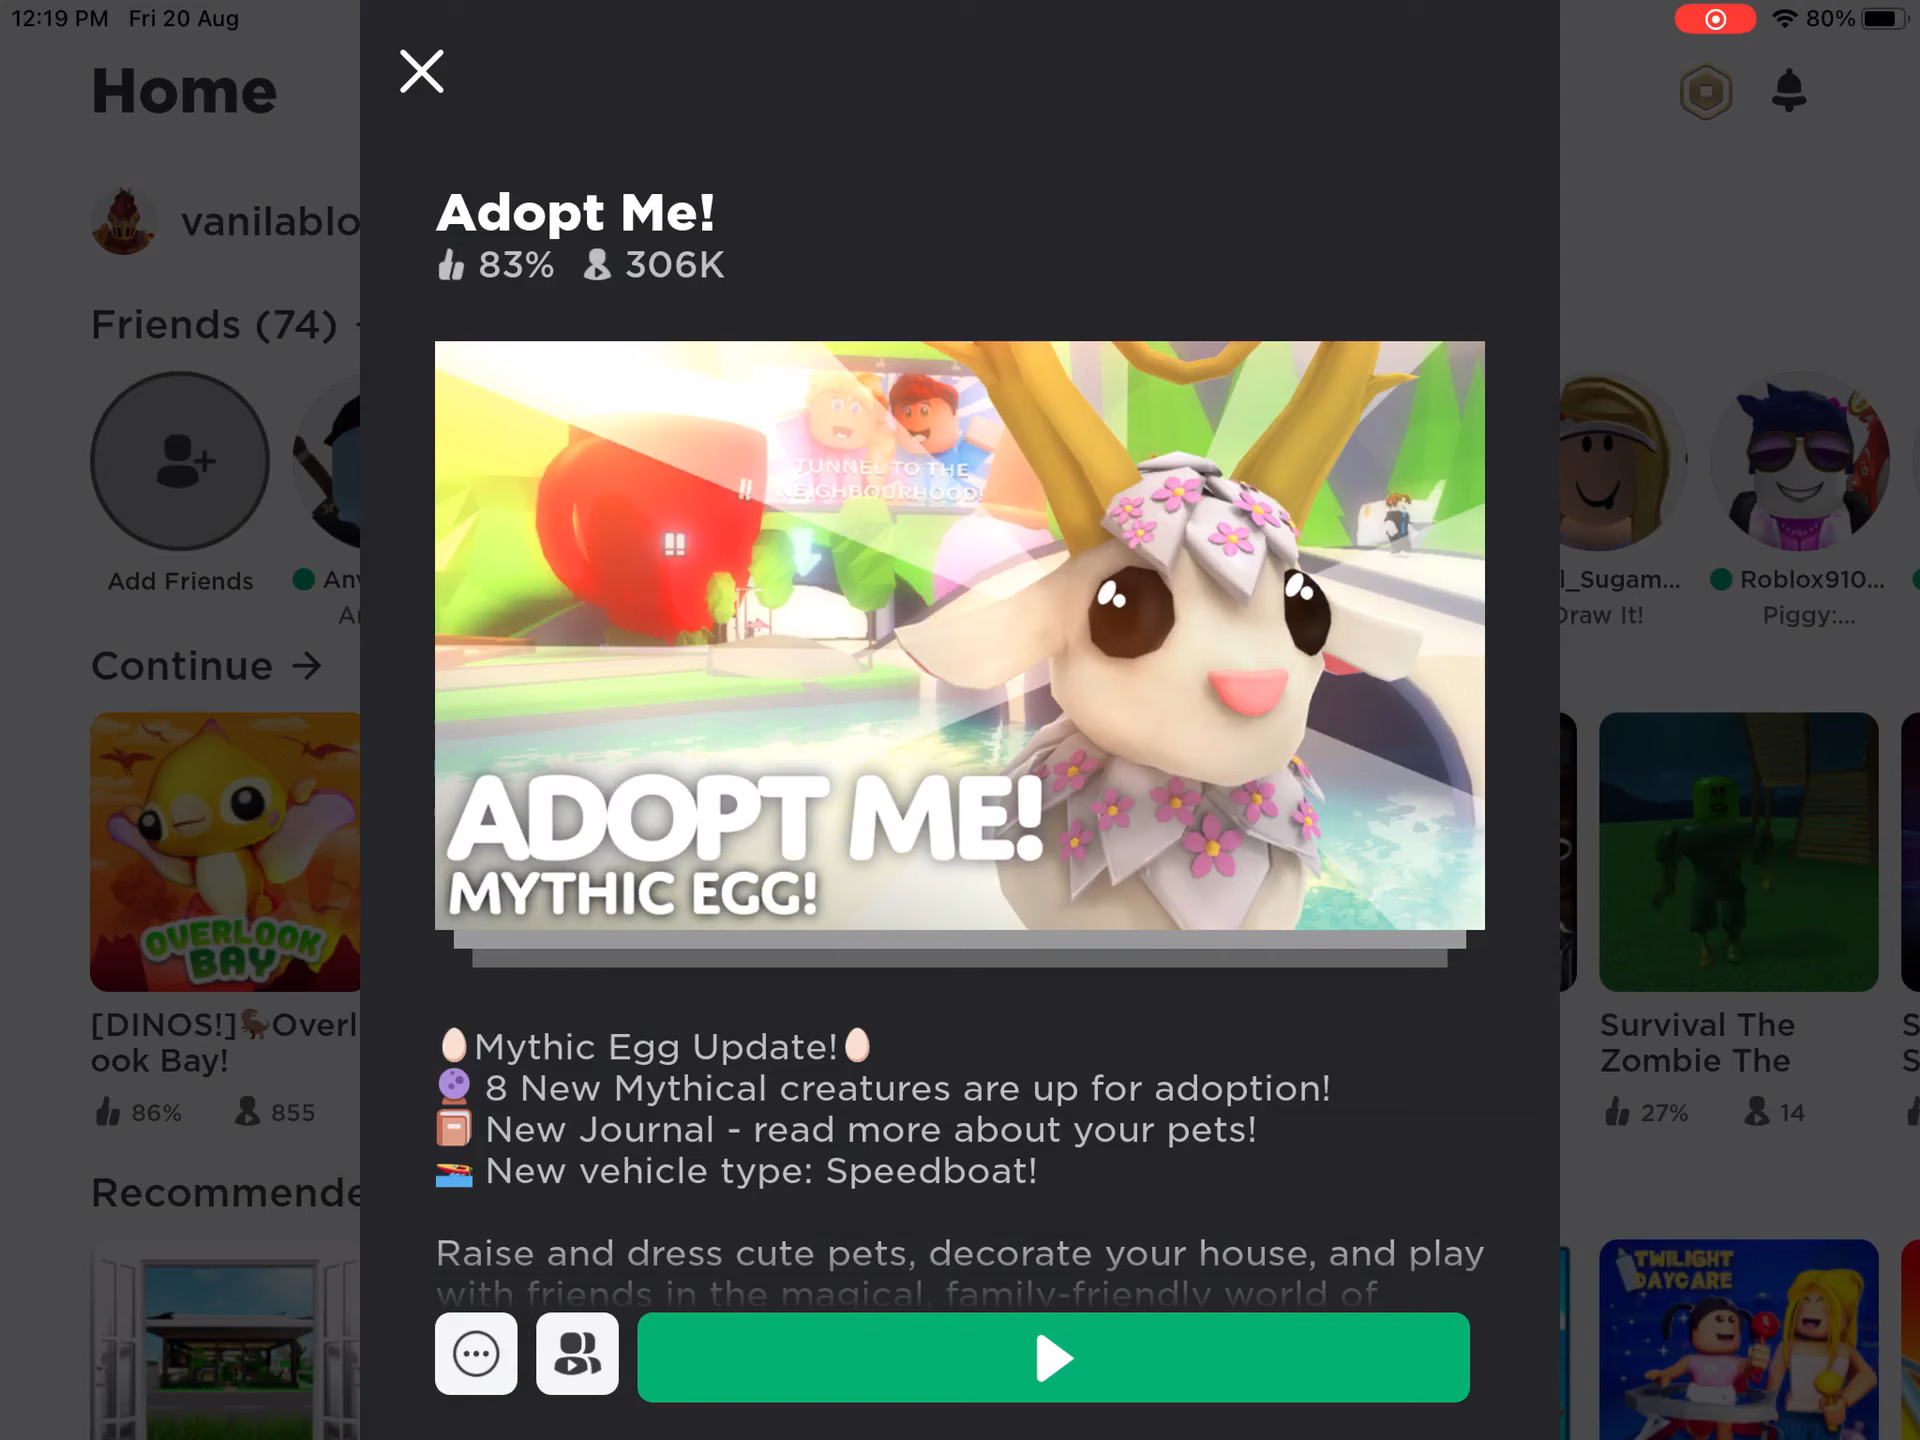 12:19 PM Fri 20 Aug
80%
Home
vanilablo
Friends (74)
Add Friends
Roblox910...
Draw It!
Piggy:...
Continue →
OVERLOOK
BAY
[DINOS!]🦖Overl
ook Bay!
86% 855
Recommende
Adopt Me!
83% 306K
TUNNEL TO THE
NEIGHBOURHOOD!
ADOPT ME!
MYTHIC EGG!
🥚Mythic Egg Update!🥚
🔮 8 New Mythical creatures are up for adoption!
📔 New Journal - read more about your pets!
🚤 New vehicle type: Speedboat!
Raise and dress cute pets, decorate your house, and play
with friends in the magical, family-friendly world of
Survival The
Zombie The
27% 14
TWILIGHT
DAYCARE